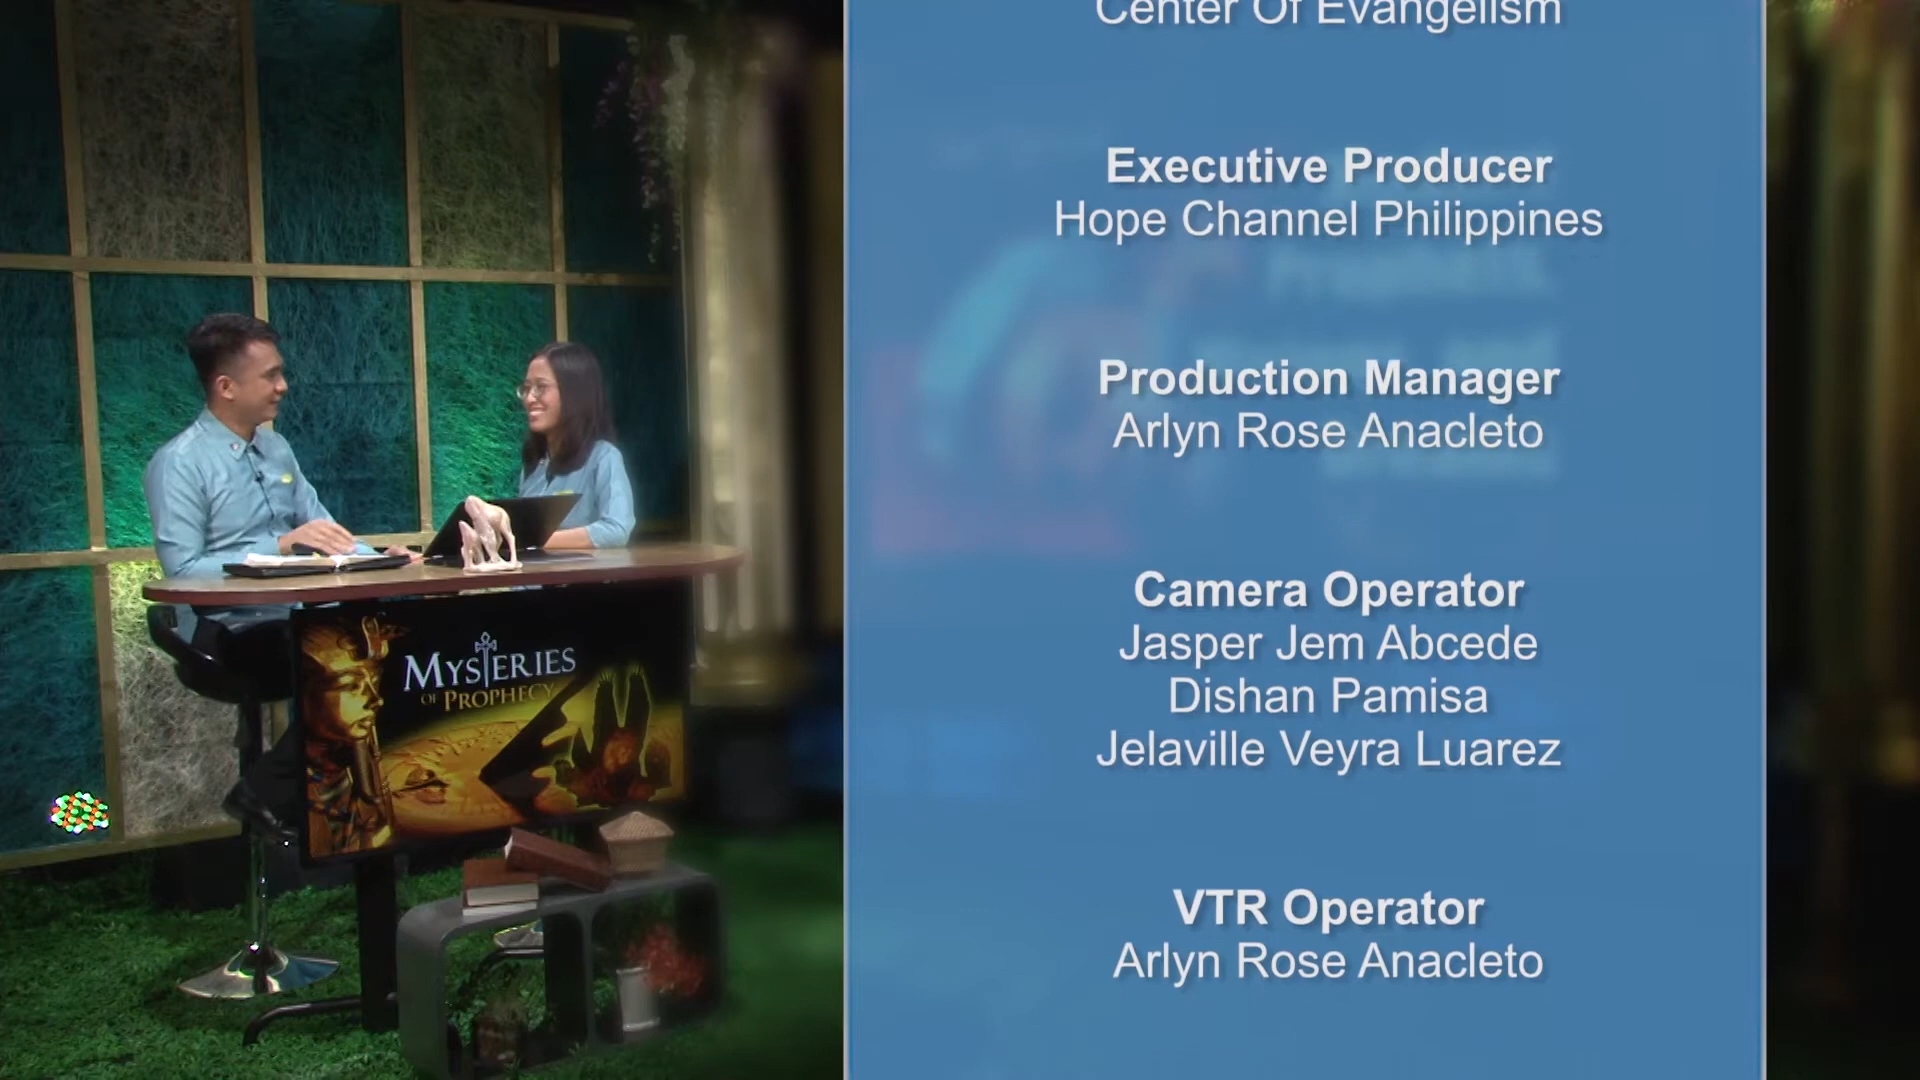 Center Of Evangelism
Executive Producer
Hope Channel Philippines
Production Manager
Arlyn Rose Anacleto
Camera Operator
Jasper Jem Abcede
Dishan Pamisa
Jelaville Veyra Luarez
VTR Operator
Arlyn Rose Anacleto
MYSTERIES
OF PROPHECY